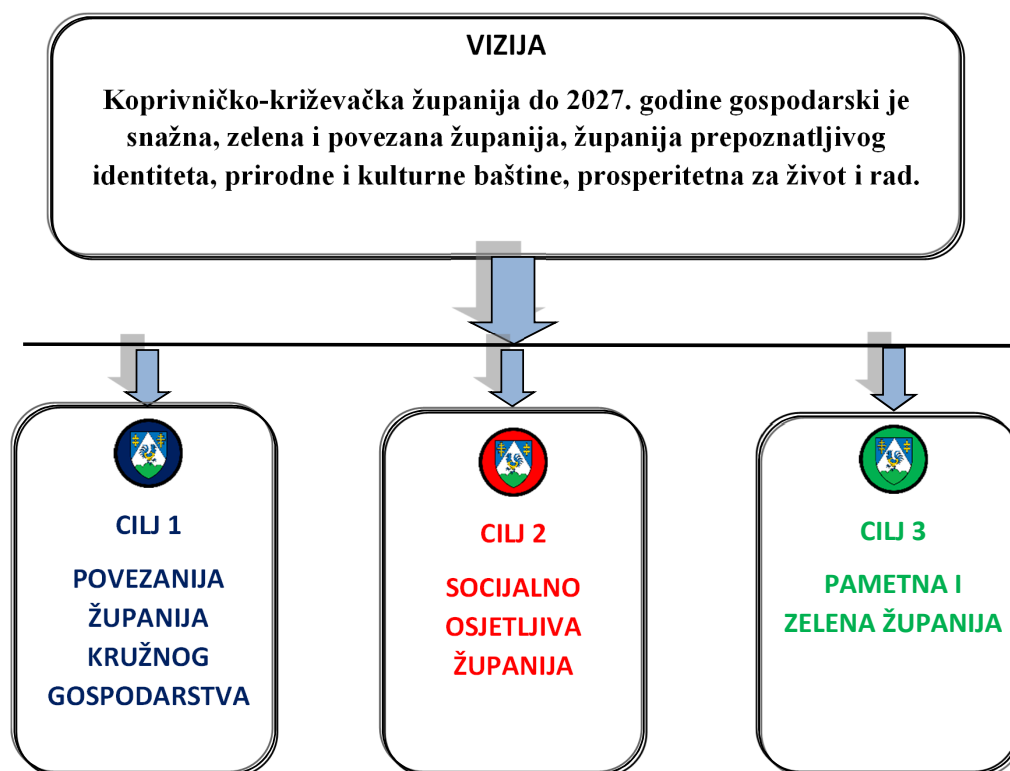 VIZIJA
Koprivničko-križevačka županija do 2027. godine gospodarski je
snažna, zelena i povezana županija, županija prepoznatljivog
identiteta, prirodne i kulturne baštine, prosperitetna za život i rad.
CILJ 1
POVEZANIJA
ŽUPANIJA
KRUŽNOG
GOSPODARSTVA
CILJ 2
SOCIJALNO
OSJETLJIVA
ŽUPANIJA
CILJ 3
PAMETNA I
ZELENA ŽUPANIJA